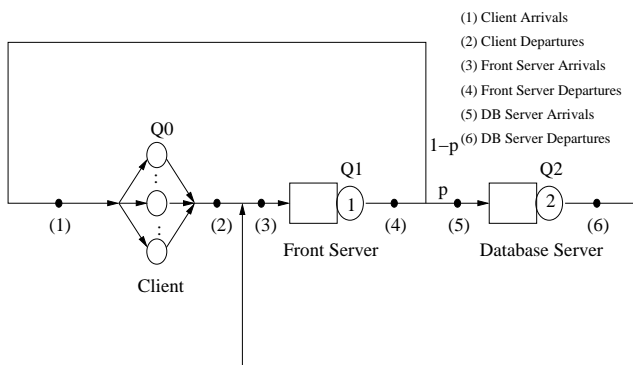 (1) Client Arrivals
(2) Client Departures
(3) Front Server Arrivals
(4) Front Server Departures
(5) DB Server Arrivals
(6) DB Server Departures
Q0
1-p
Q1
Q2
p
1
2
(1)
(2)
(3)
(4)
(5)
(6)
Front Server
Database Server
Client